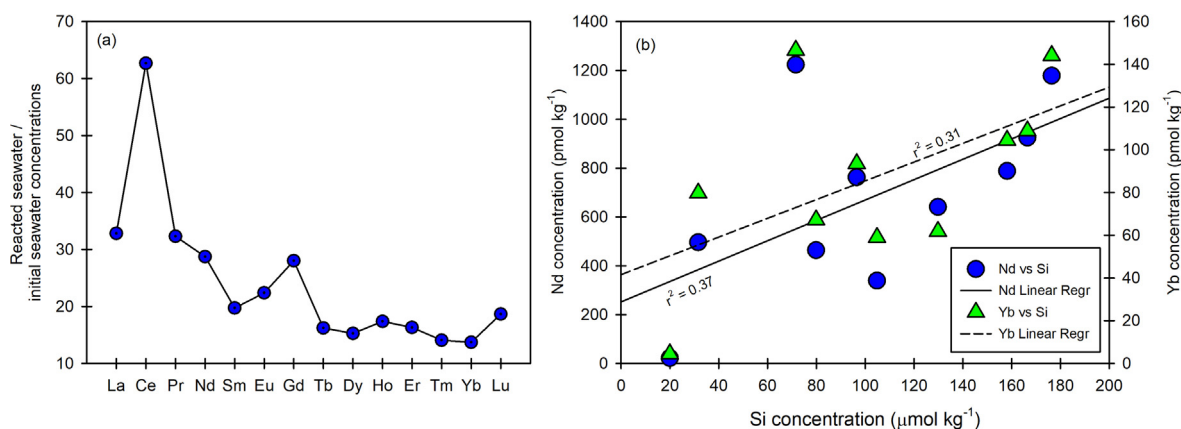 (a)
Reacted seawater /
initial seawater concentrations
70
60
50
40
30
20
10
La Ce Pr Nd Sm Eu Gd Tb Dy Ho Er Tm Yb Lu
(b)
Nd concentration (pmol kg⁻¹)
1400
1200
1000
800
600
400
200
0
r² = 0.31
r² = 0.37
Nd vs Si
Nd Linear Regr
Yb vs Si
Yb Linear Regr
160
140
120
100
80
60
40
20
0
Yb concentration (pmol kg⁻¹)
0 20 40 60 80 100 120 140 160 180 200
Si concentration (μmol kg⁻¹)